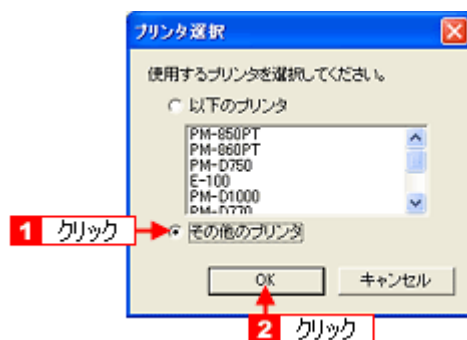 プリンタ選択
使用するプリンタを選択してください。
以下のプリンタ
PM-850PT
PM-860PT
PM-D750
E-100
PM-D1000
PM-D770
1 クリック
その他のプリンタ
OK
キャンセル
2 クリック